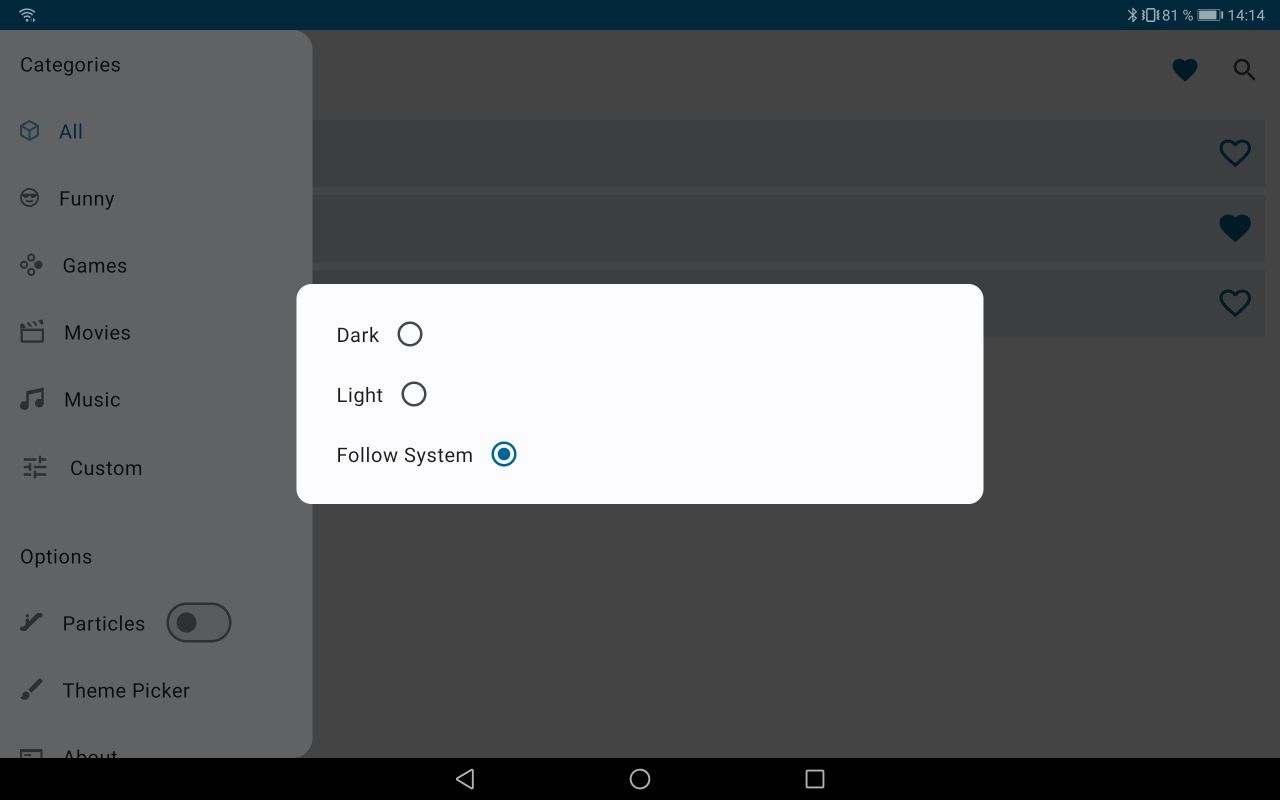 81 % 14:14
Categories
All
Funny
Games
Movies
Music
Custom
Options
Particles
Theme Picker
About
Dark
Light
Follow System